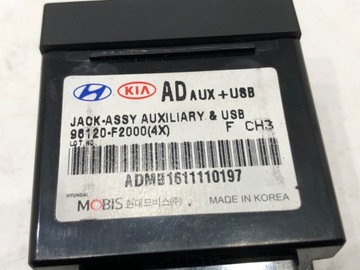 KIA AD AUX + USB
JACK-ASSY AUXILIARY & USB
96120-F2000(4X) F CH3
LOT NO.
ADMB1611110197
HYUNDAI
MOBIS 현대모비스(주) MADE IN KOREA